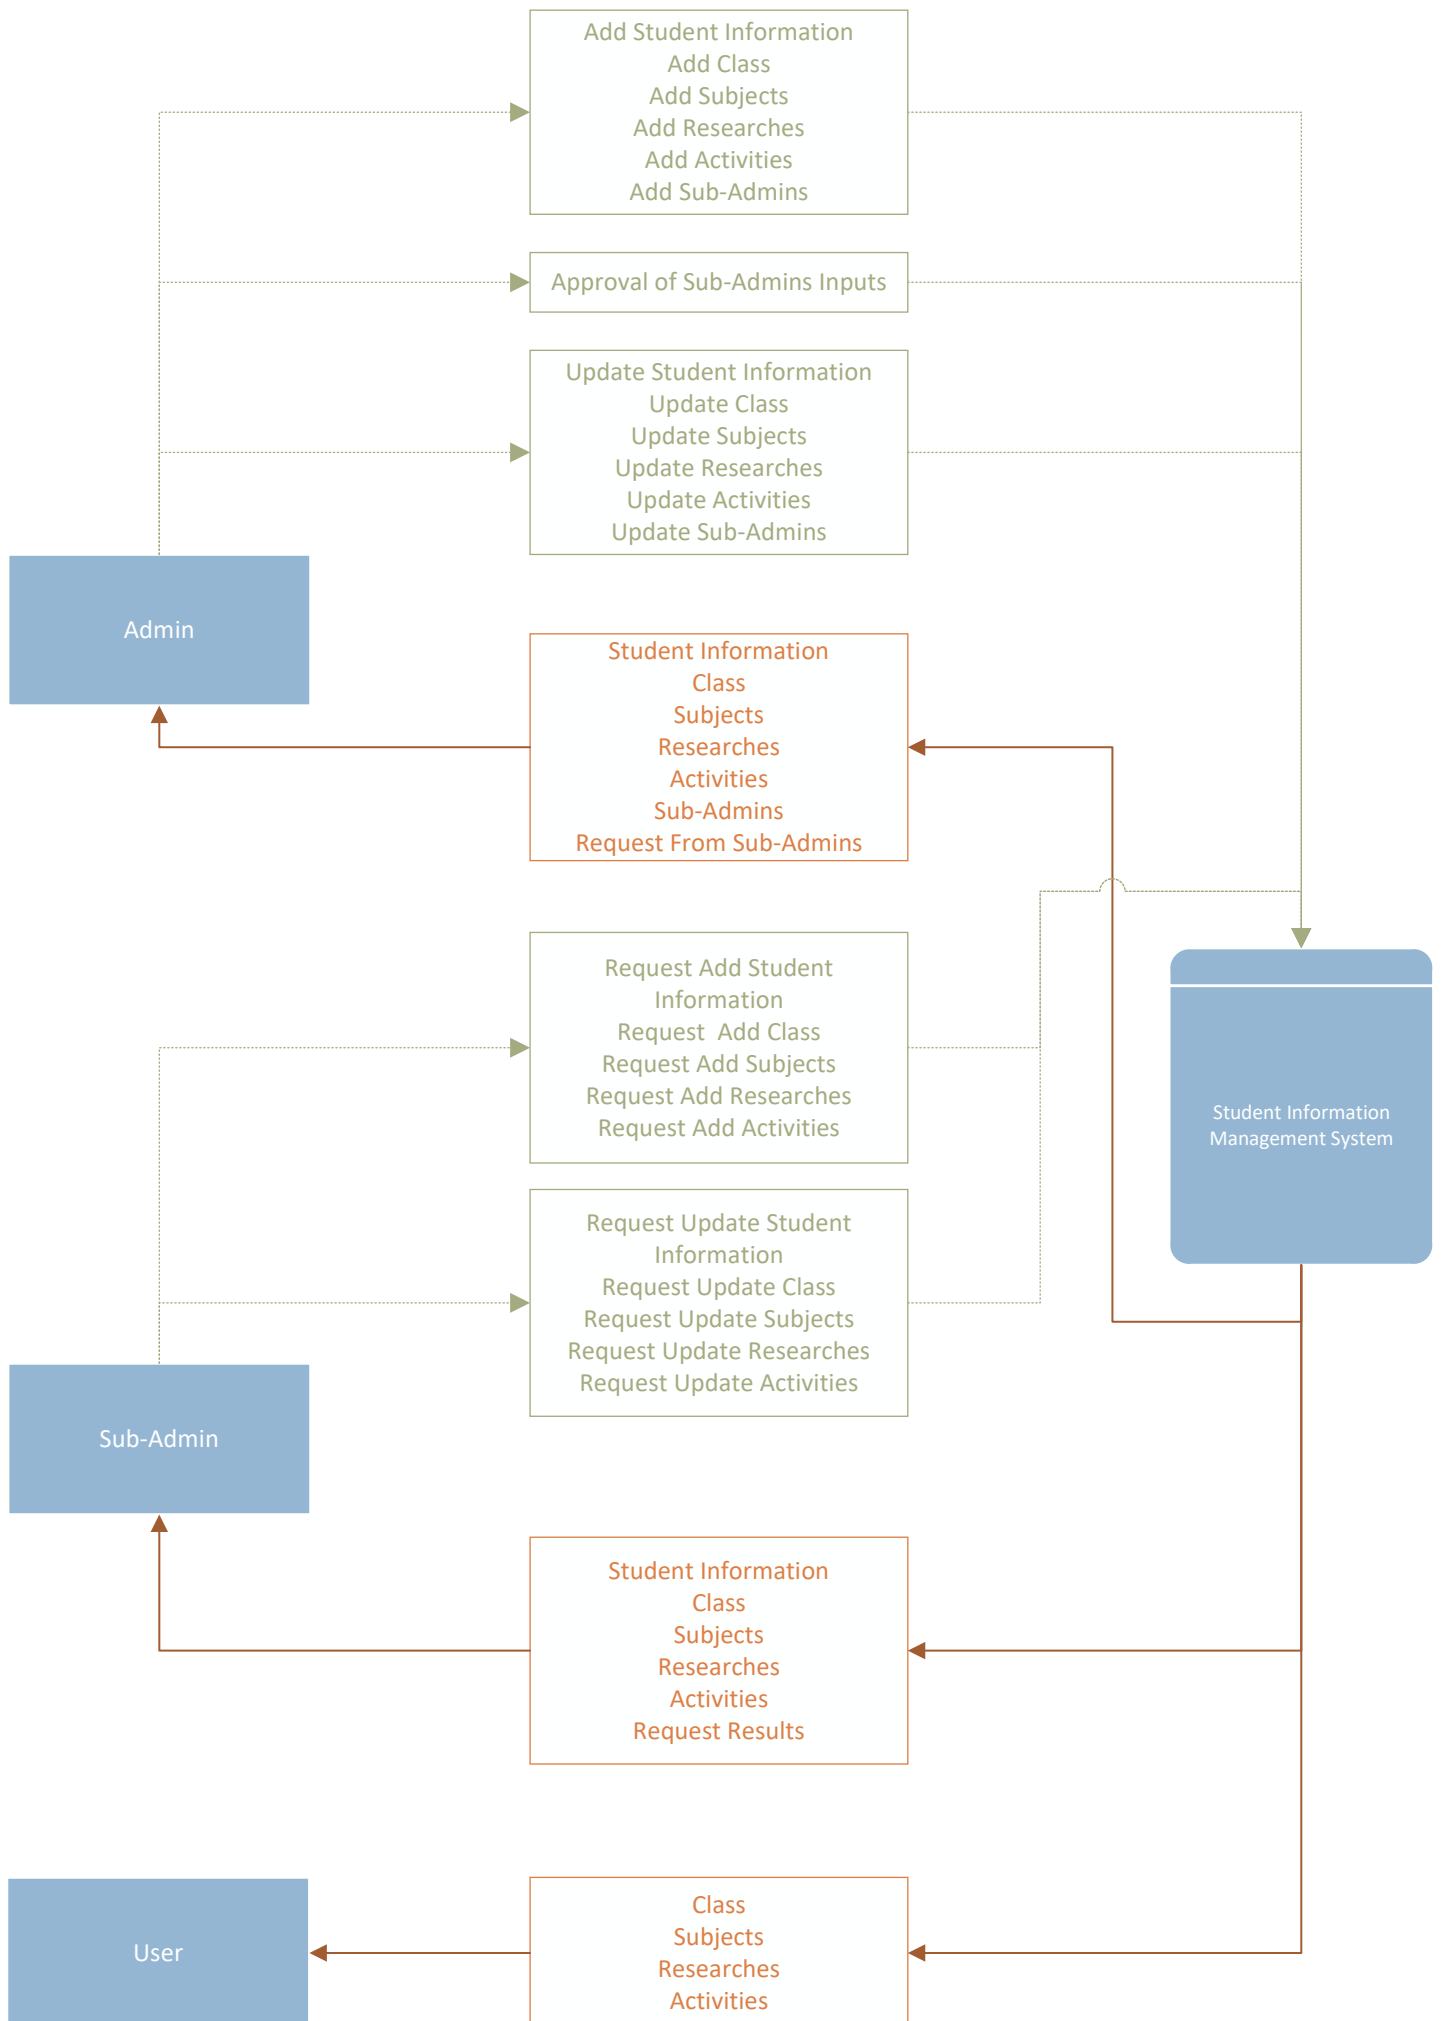 Add Student Information
Add Class
Add Subjects
Add Researches
Add Activities
Add Sub-Admins
Approval of Sub-Admins Inputs
Update Student Information
Update Class
Update Subjects
Update Researches
Update Activities
Update Sub-Admins
Admin
Student Information
Class
Subjects
Researches
Activities
Sub-Admins
Request From Sub-Admins
Request Add Student
Information
Request  Add Class
Request Add Subjects
Request Add Researches
Request Add Activities
Student Information
Management System
Request Update Student
Information
Request Update Class
Request Update Subjects
Request Update Researches
Request Update Activities
Sub-Admin
Student Information
Class
Subjects
Researches
Activities
Request Results
User
Class
Subjects
Researches
Activities